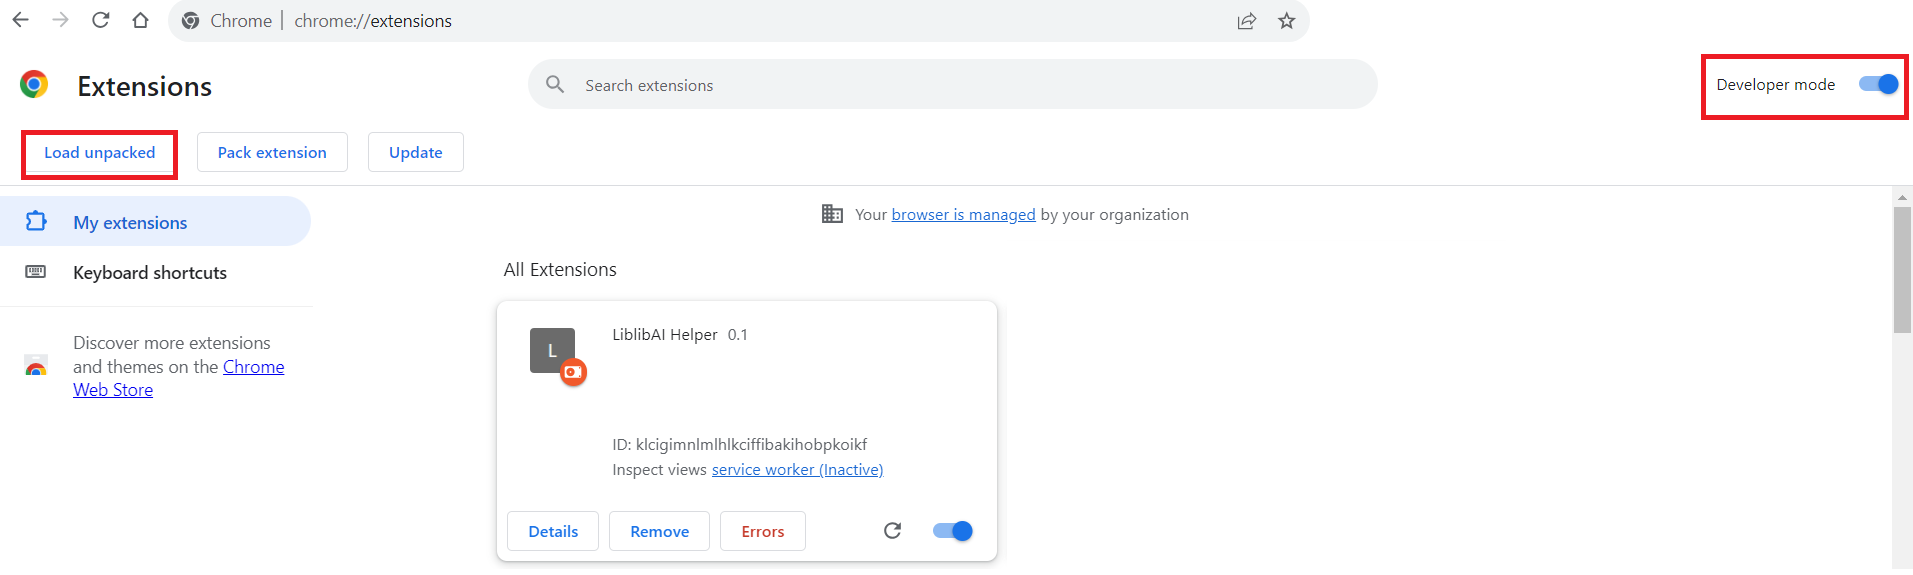 Chrome | chrome://extensions
Extensions
Search extensions
Developer mode
Load unpacked
Pack extension
Update
My extensions
Keyboard shortcuts
Discover more extensions
and themes on the Chrome
Web Store
Your browser is managed by your organization
All Extensions
L
LiblibAI Helper 0.1
ID: klcigimnlmlhlkciffibakihobpkoikf
Inspect views service worker (Inactive)
Details
Remove
Errors